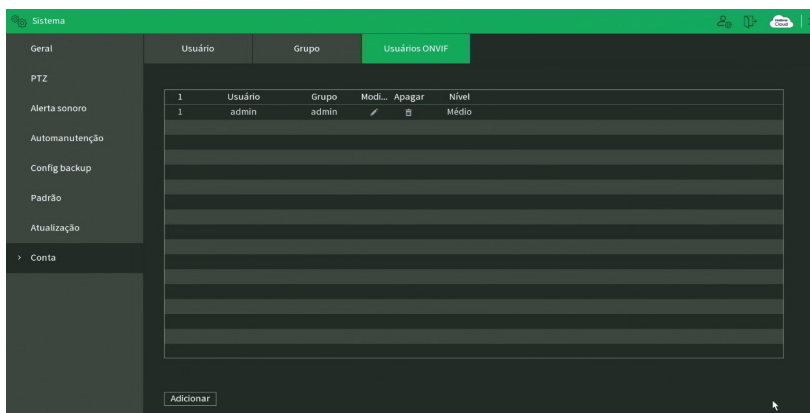 Sistema
Cloud
Geral
PTZ
Alerta sonoro
Automanutenção
Config backup
Padrão
Atualização
Conta
Usuário Grupo Usuários ONVIF
1 Usuário Grupo Modi... Apagar Nível
1 admin admin Médio
Adicionar